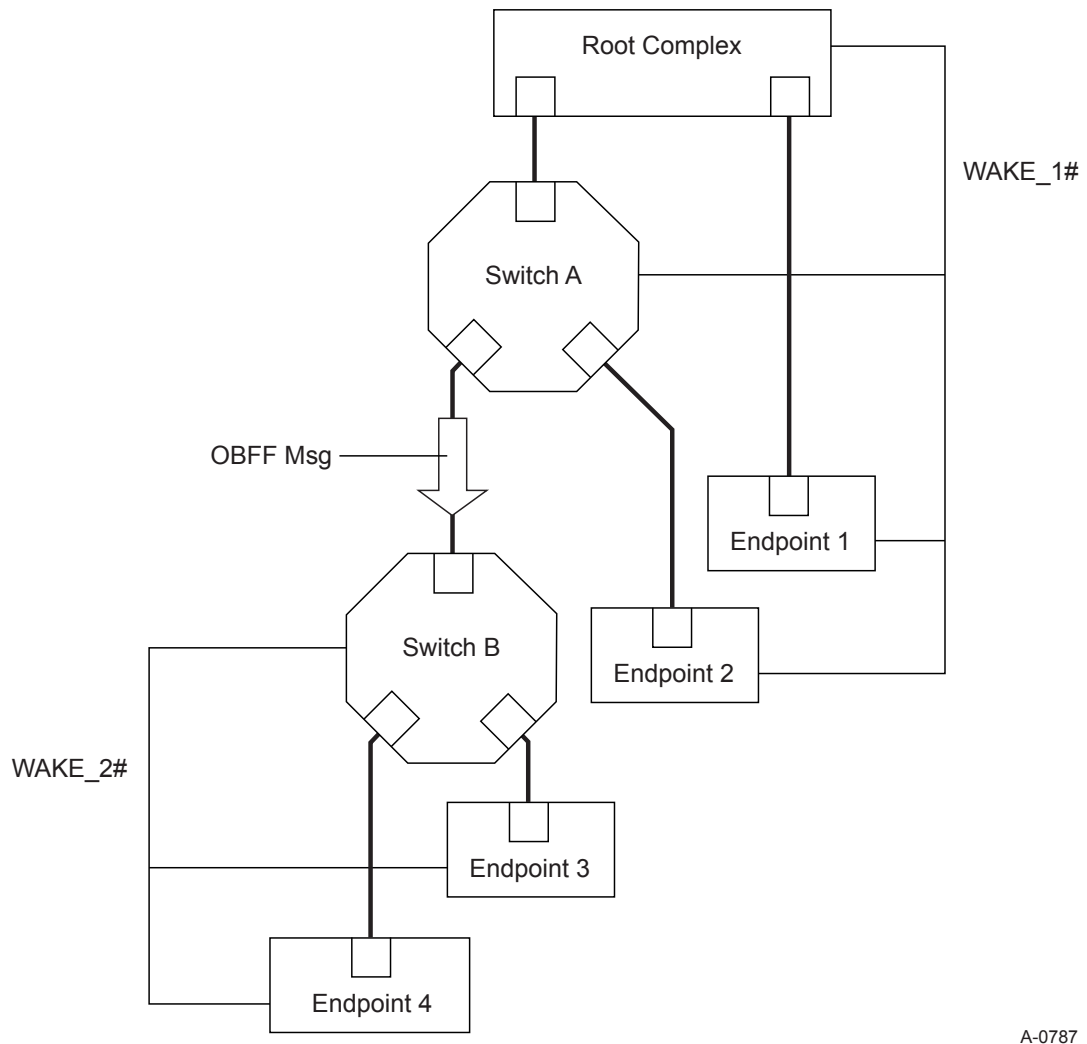 Root Complex
WAKE_1#
Switch A
OBFF Msg
Endpoint 1
Switch B
Endpoint 2
WAKE_2#
Endpoint 3
Endpoint 4
A-0787